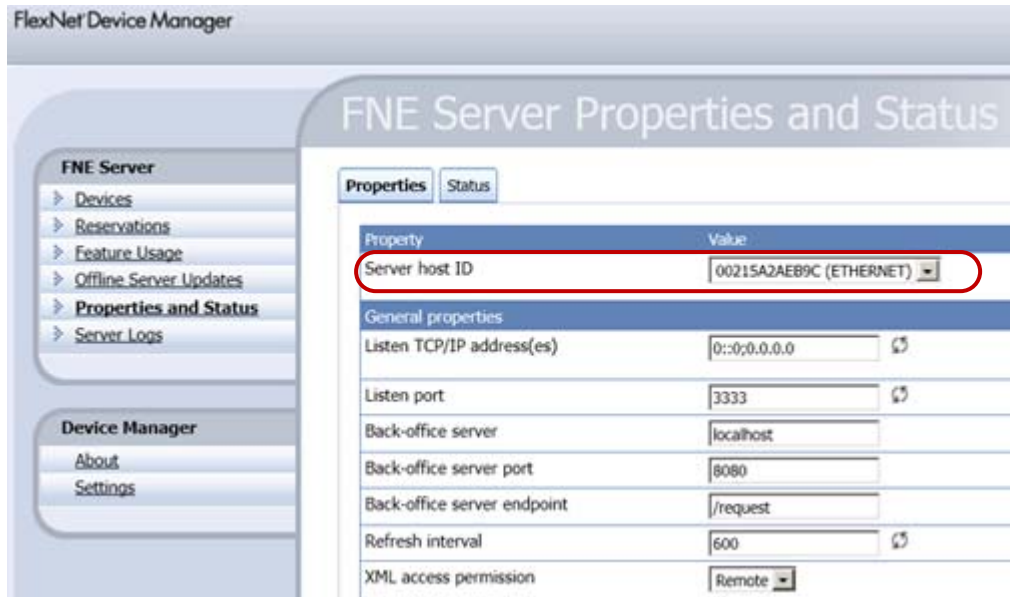 FlexNet Device Manager
FNE Server Properties and Status
FNE Server
Devices
Reservations
Feature Usage
Offline Server Updates
Properties and Status
Server Logs
Device Manager
About
Settings
Properties Status
Property Value
Server host ID 00215A2AEB9C (ETHERNET)
General properties
Listen TCP/IP address(es) 0::0;0.0.0.0
Listen port 3333
Back-office server localhost
Back-office server port 8080
Back-office server endpoint /request
Refresh interval 600
XML access permission Remote